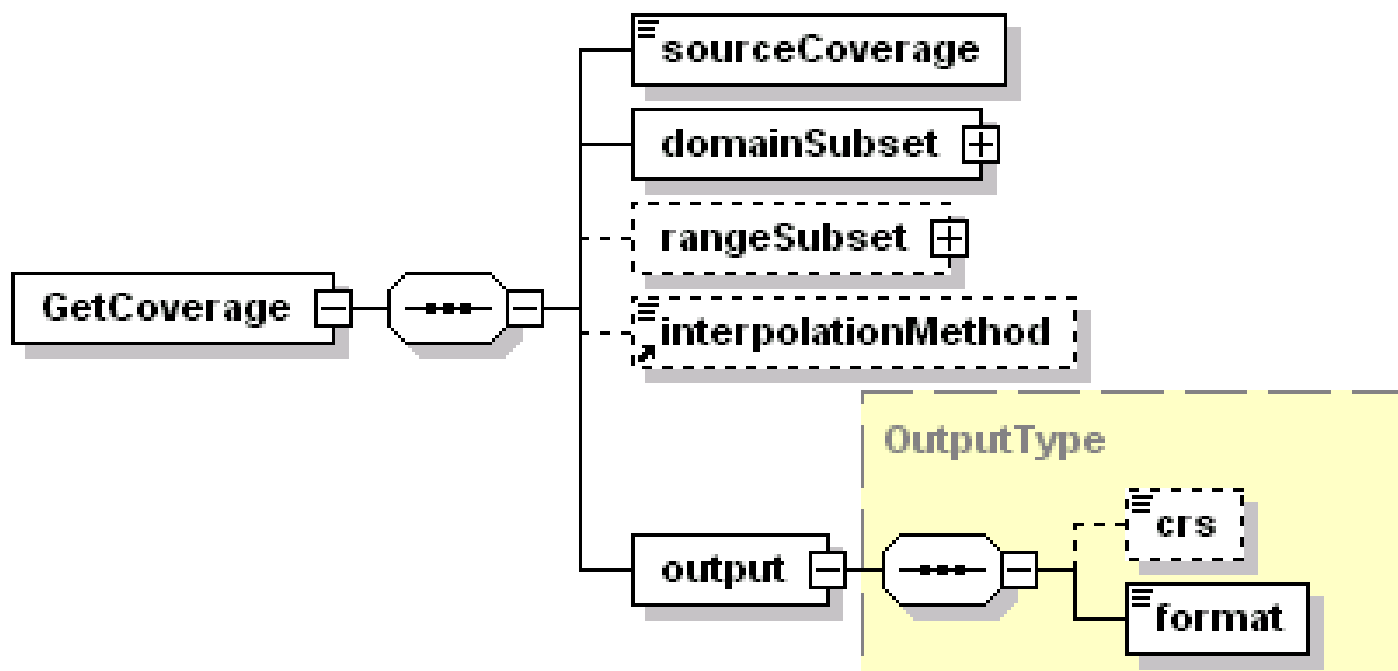 sourceCoverage
domainSubset
rangeSubset
GetCoverage
interpolationMethod
OutputType
crs
output
format